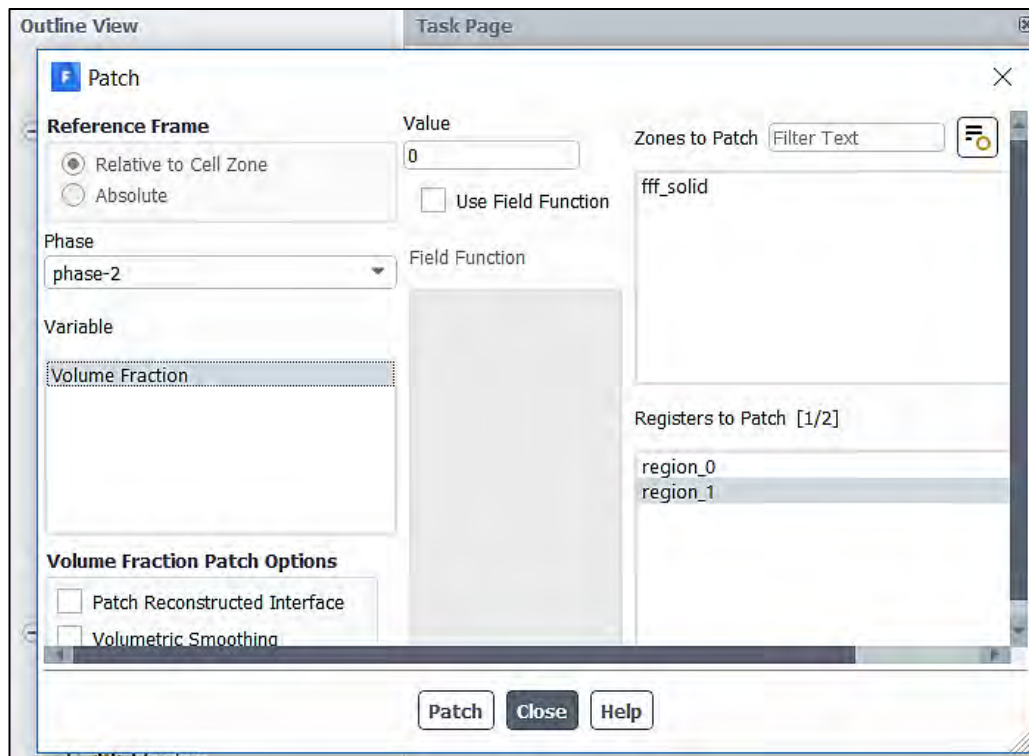 Outline View
Task Page
F Patch
Reference Frame
Relative to Cell Zone
Absolute
Phase
phase-2
Variable
Volume Fraction
Volume Fraction Patch Options
Patch Reconstructed Interface
Volumetric Smoothing
Value
0
Use Field Function
Field Function
Zones to Patch Filter Text
fff_solid
Registers to Patch [1/2]
region_0
region_1
Patch Close Help